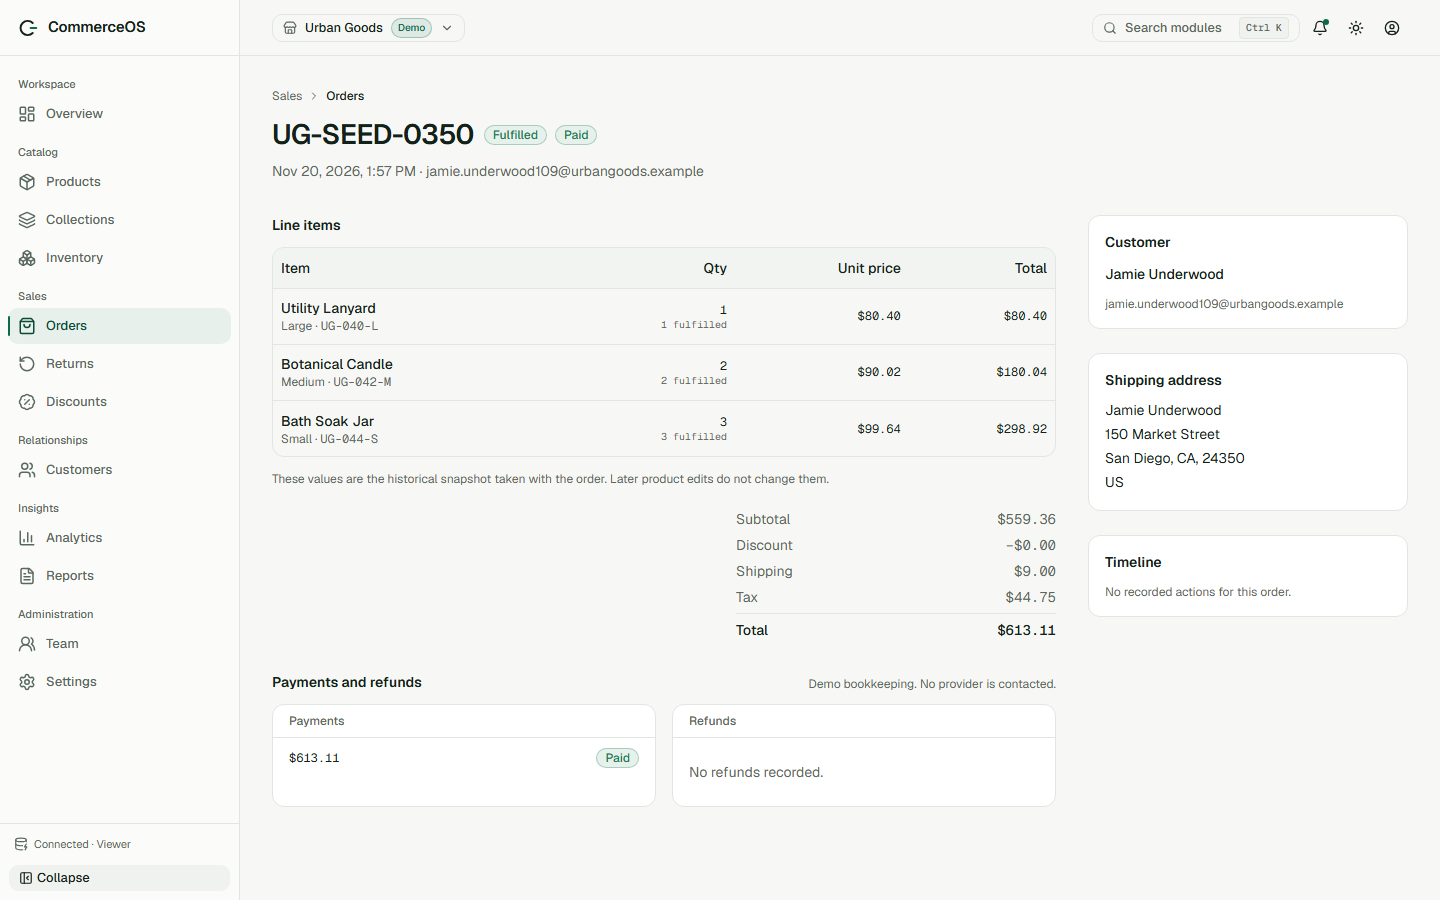 CommerceOS
Urban Goods
Demo
Search modules
Ctrl K
Workspace
Overview
Catalog
Products
Collections
Inventory
Sales
Orders
Returns
Discounts
Relationships
Customers
Insights
Analytics
Reports
Administration
Team
Settings
Connected · Viewer
Collapse
Sales > Orders
UG-SEED-0350
Fulfilled
Paid
Nov 20, 2026, 1:57 PM · jamie.underwood109@urbangoods.example
Line items
Item Qty Unit price Total
Utility Lanyard 1 $80.40 $80.40
Large · UG-040-L 1 fulfilled
Botanical Candle 2 $90.02 $180.04
Medium · UG-042-M 2 fulfilled
Bath Soak Jar 3 $99.64 $298.92
Small · UG-044-S 3 fulfilled
These values are the historical snapshot taken with the order. Later product edits do not change them.
Subtotal $559.36
Discount −$0.00
Shipping $9.00
Tax $44.75
Total $613.11
Payments and refunds
Demo bookkeeping. No provider is contacted.
Payments
$613.11 Paid
Refunds
No refunds recorded.
Customer
Jamie Underwood
jamie.underwood109@urbangoods.example
Shipping address
Jamie Underwood
150 Market Street
San Diego, CA, 24350
US
Timeline
No recorded actions for this order.